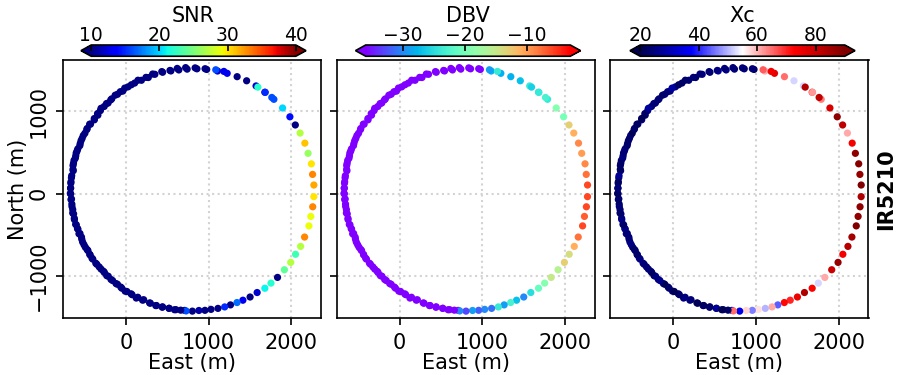 SNR DBV Xc
10 20 30 40 −30 −20 −10 20 40 60 80
1000
0
−1000
North (m)
IR5210
0 1000 2000 0 1000 2000 0 1000 2000
East (m) East (m) East (m)